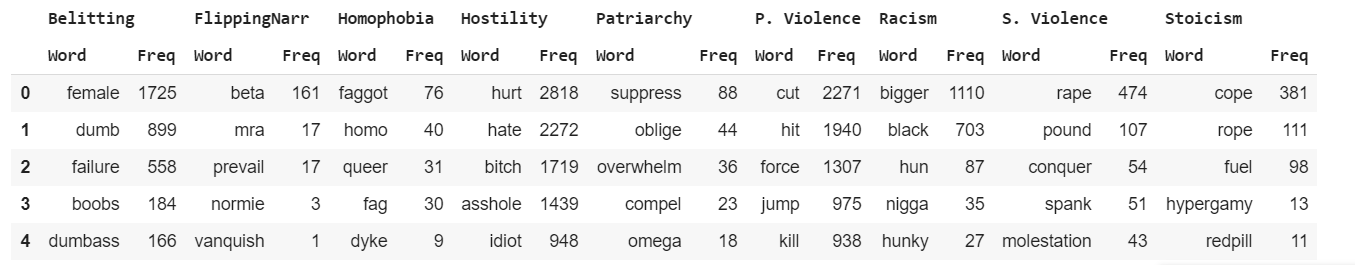 Belitting FlippingNarr Homophobia Hostility Patriarchy P. Violence Racism S. Violence Stoicism
Word Freq Word Freq Word Freq Word Freq Word Freq Word Freq Word Freq Word Freq Word Freq
0 female 1725 beta 161 faggot 76 hurt 2818 suppress 88 cut 2271 bigger 1110 rape 474 cope 381
1 dumb 899 mra 17 homo 40 hate 2272 oblige 44 hit 1940 black 703 pound 107 rope 111
2 failure 558 prevail 17 queer 31 bitch 1719 overwhelm 36 force 1307 hun 87 conquer 54 fuel 98
3 boobs 184 normie 3 fag 30 asshole 1439 compel 23 jump 975 nigga 35 spank 51 hypergamy 13
4 dumbass 166 vanquish 1 dyke 9 idiot 948 omega 18 kill 938 hunky 27 molestation 43 redpill 11